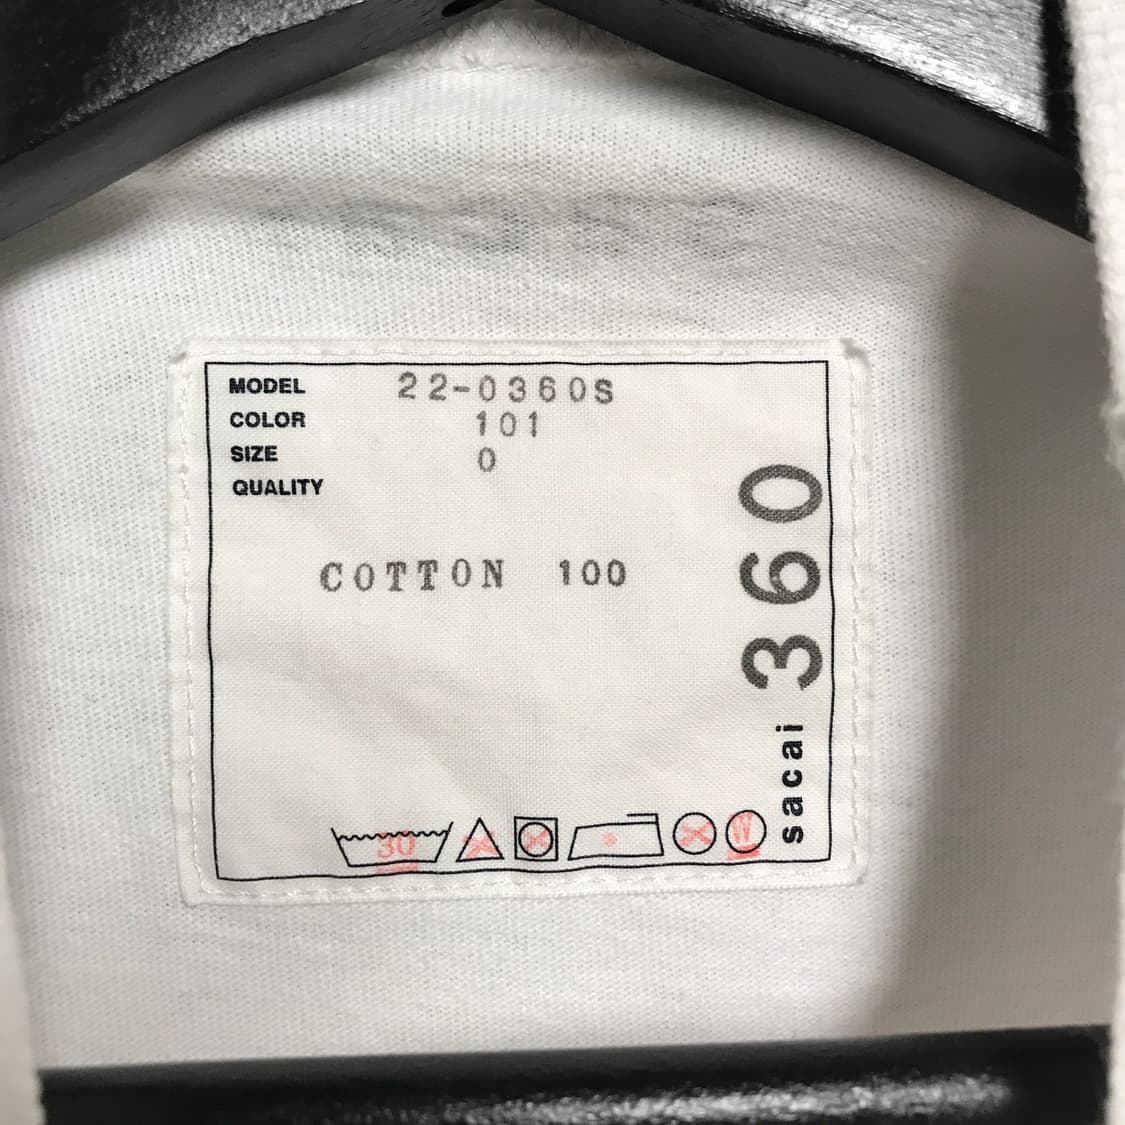 MODEL 22-0360S
COLOR 101
SIZE 0
QUALITY
COTTON 100
sacai 360
30 W